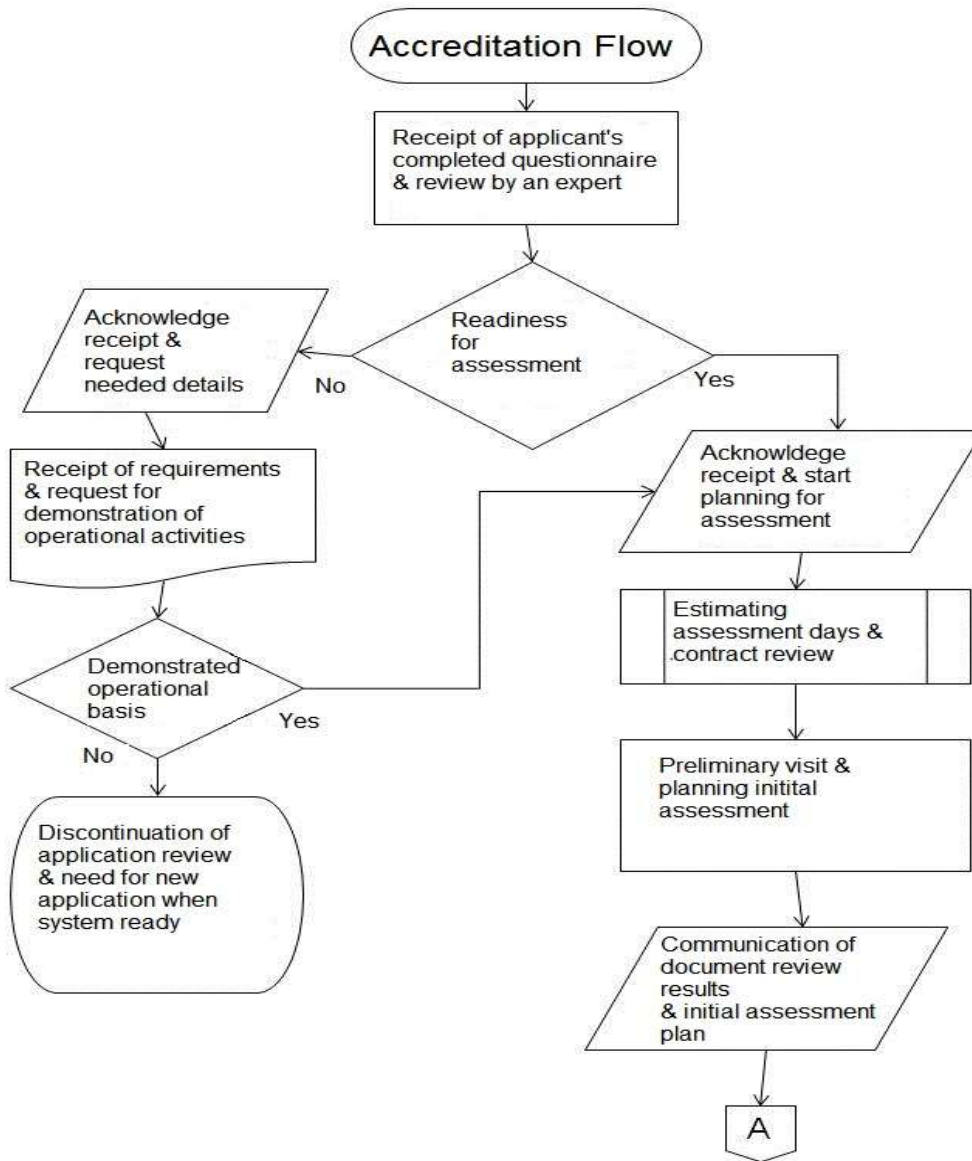 Accreditation Flow
Receipt of applicant's
completed questionnaire
& review by an expert
Readiness
for
assessment
No
Yes
Acknowledge
receipt &
request
needed details
Receipt of requirements
& request for
demonstration of
operational activities
Demonstrated
operational
basis
Yes
No
Discontinuation of
application review
& need for new
application when
system ready
Acknowldege
receipt & start
planning for
assessment
Estimating
assessment days &
contract review
Preliminary visit &
planning initital
assessment
Communication of
document review
results
& initial assessment
plan
A